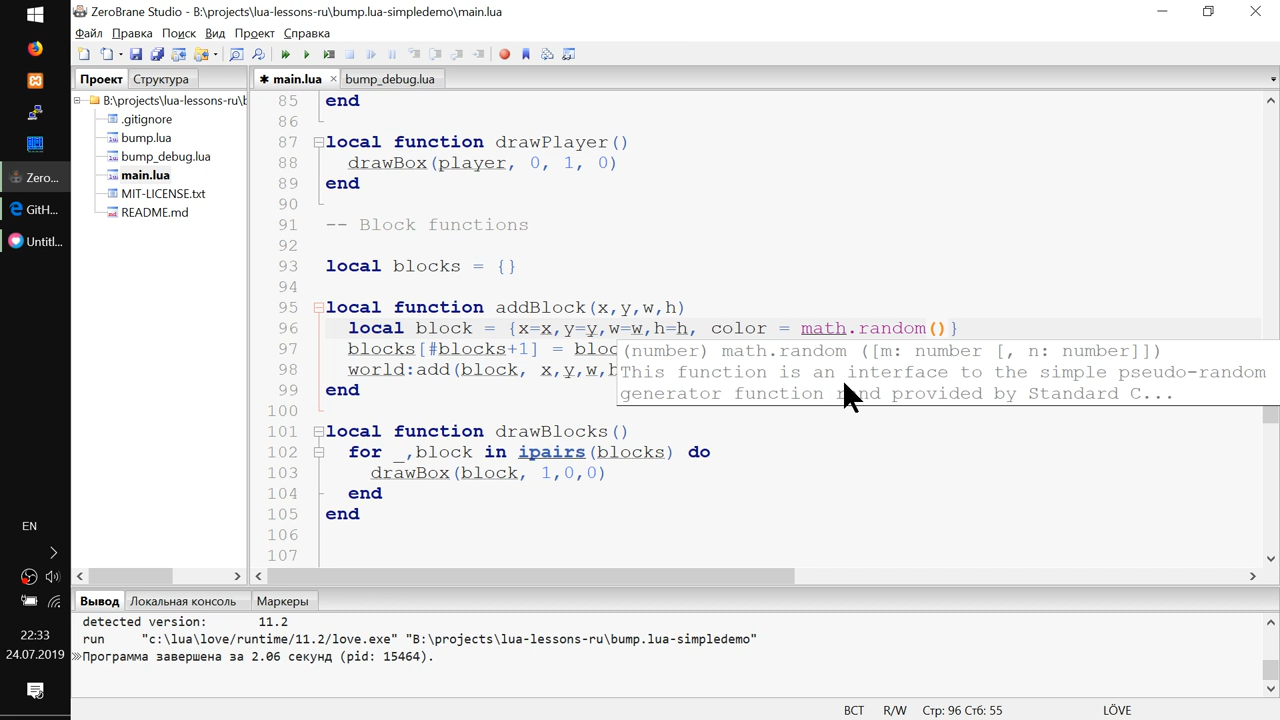 ZeroBrane Studio - B:\projects\lua-lessons-ru\bump.lua-simpledemo\main.lua
Файл Правка Поиск Вид Проект Справка
Проект Структура
✱ main.lua × bump_debug.lua
B:\projects\lua-lessons-ru\b
.gitignore
bump.lua
bump_debug.lua
main.lua
MIT-LICENSE.txt
README.md
85 end
86
87 local function drawPlayer()
88 drawBox(player, 0, 1, 0)
89 end
90
91 -- Block functions
92
93 local blocks = {}
94
95 local function addBlock(x,y,w,h)
96 local block = {x=x,y=y,w=w,h=h, color = math.random()}
97 blocks[#blocks+1] = bloc
98 world:add(block, x,y,w,h
99 end
100
101 local function drawBlocks()
102 for _,block in ipairs(blocks) do
103 drawBox(block, 1,0,0)
104 end
105 end
106
107
(number) math.random ([m: number [, n: number]])
This function is an interface to the simple pseudo-random
generator function rand provided by Standard C...
Вывод Локальная консоль Маркеры
detected version: 11.2
run "c:\lua\love/runtime/11.2/love.exe" "B:\projects\lua-lessons-ru\bump.lua-simpledemo"
Программа завершена за 2.06 секунд (pid: 15464).
ВСТ R/W Стр: 96 Стб: 55 LÖVE
Zero...
GitH...
Untitl...
EN
22:33
24.07.2019